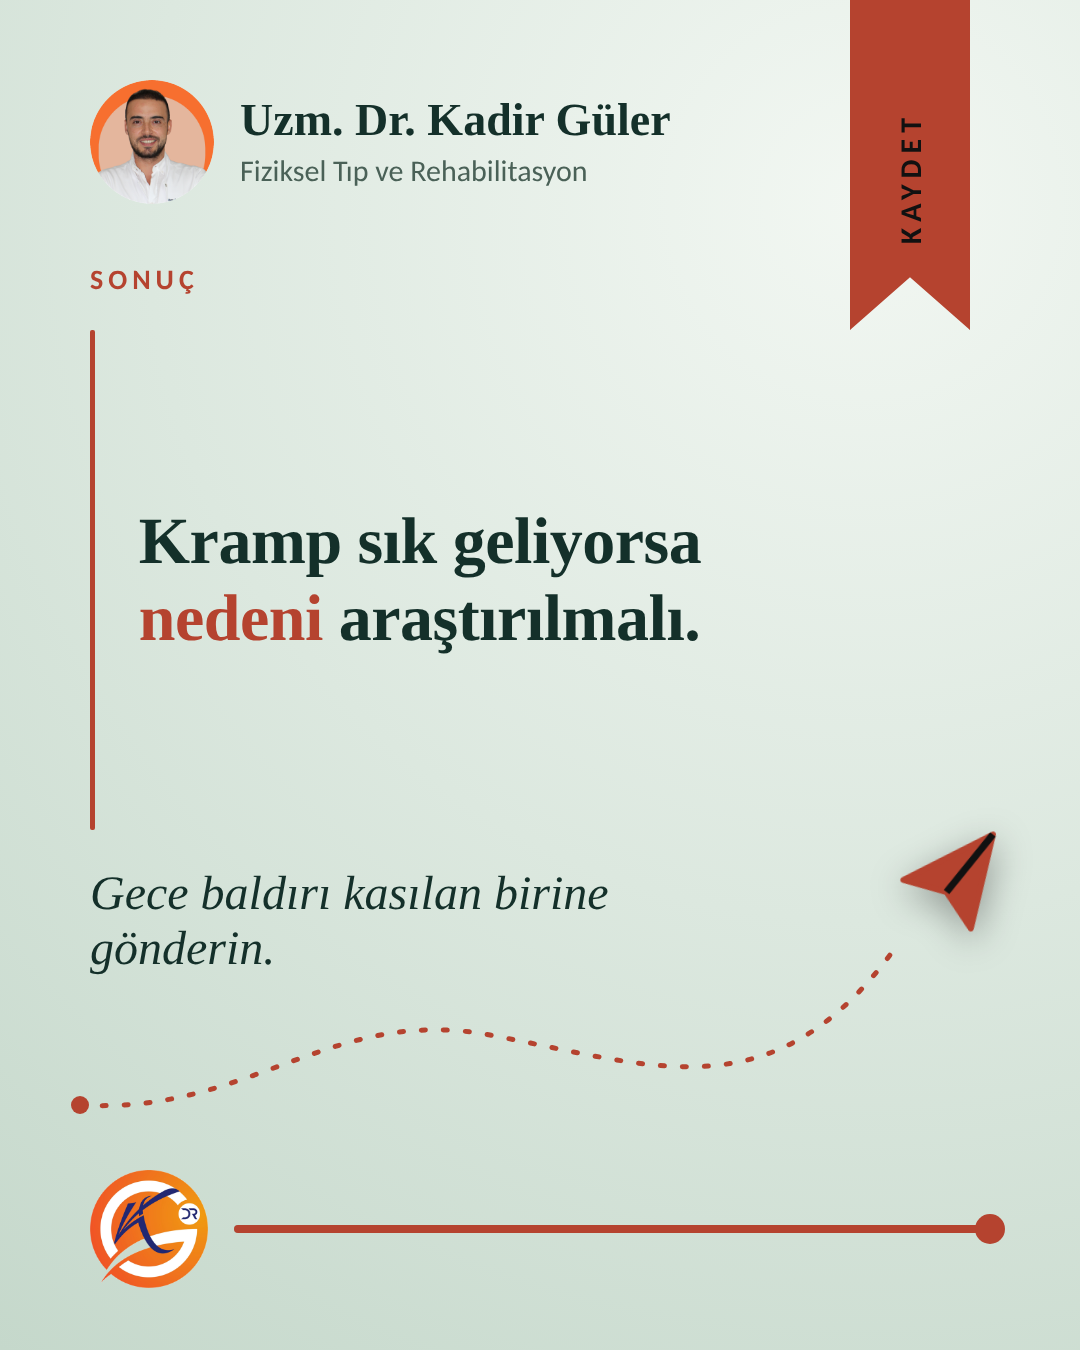 Uzm. Dr. Kadir Güler
Fiziksel Tıp ve Rehabilitasyon
KAYDET
SONUÇ
Kramp sık geliyorsa
nedeni araştırılmalı.
Gece baldırı kasılan birine
gönderin.
KG DR